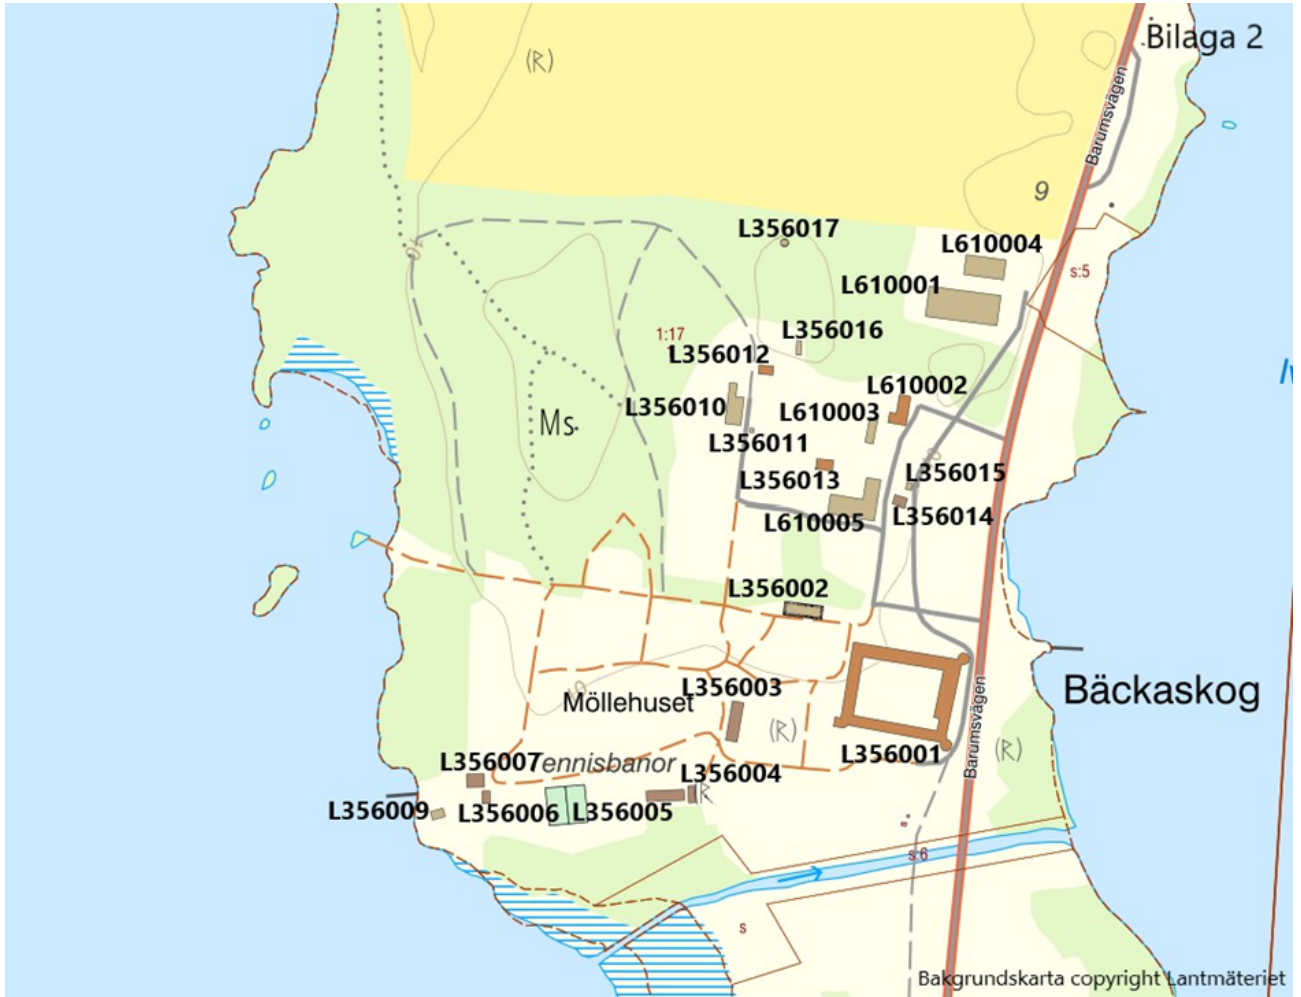 Bilaga 2
(R)
Barumsvägen
9
L356017
L610004
s:5
10
L610001
1:17
L356016
L356012
L610002
L356010
L610003
Ms.
L356011
L356015
L356013
L356014
L610005
L356002
L356003
Möllehuset
Bäckaskog
(R)
L356001
Barumsvägen
(R)
L356007
Tennisbanor
L356004
L356009
L356006
L356005
s:6
s
Bakgrundskarta copyright Lantmäteriet